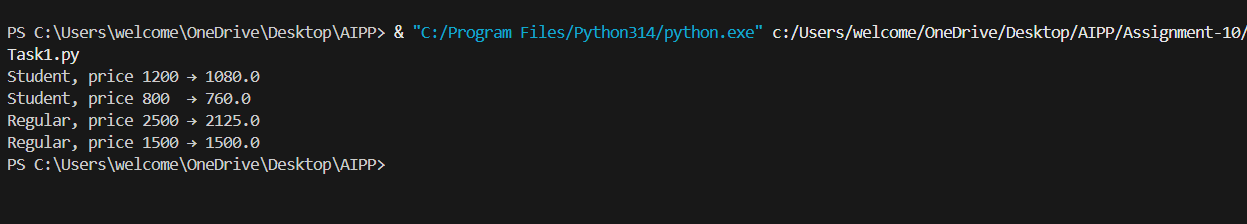 PS C:\Users\welcome\OneDrive\Desktop\AIPP> & "C:/Program Files/Python314/python.exe" c:/Users/welcome/OneDrive/Desktop/AIPP/Assignment-10/
Task1.py
Student, price 1200 → 1080.0
Student, price 800  → 760.0
Regular, price 2500 → 2125.0
Regular, price 1500 → 1500.0
PS C:\Users\welcome\OneDrive\Desktop\AIPP>